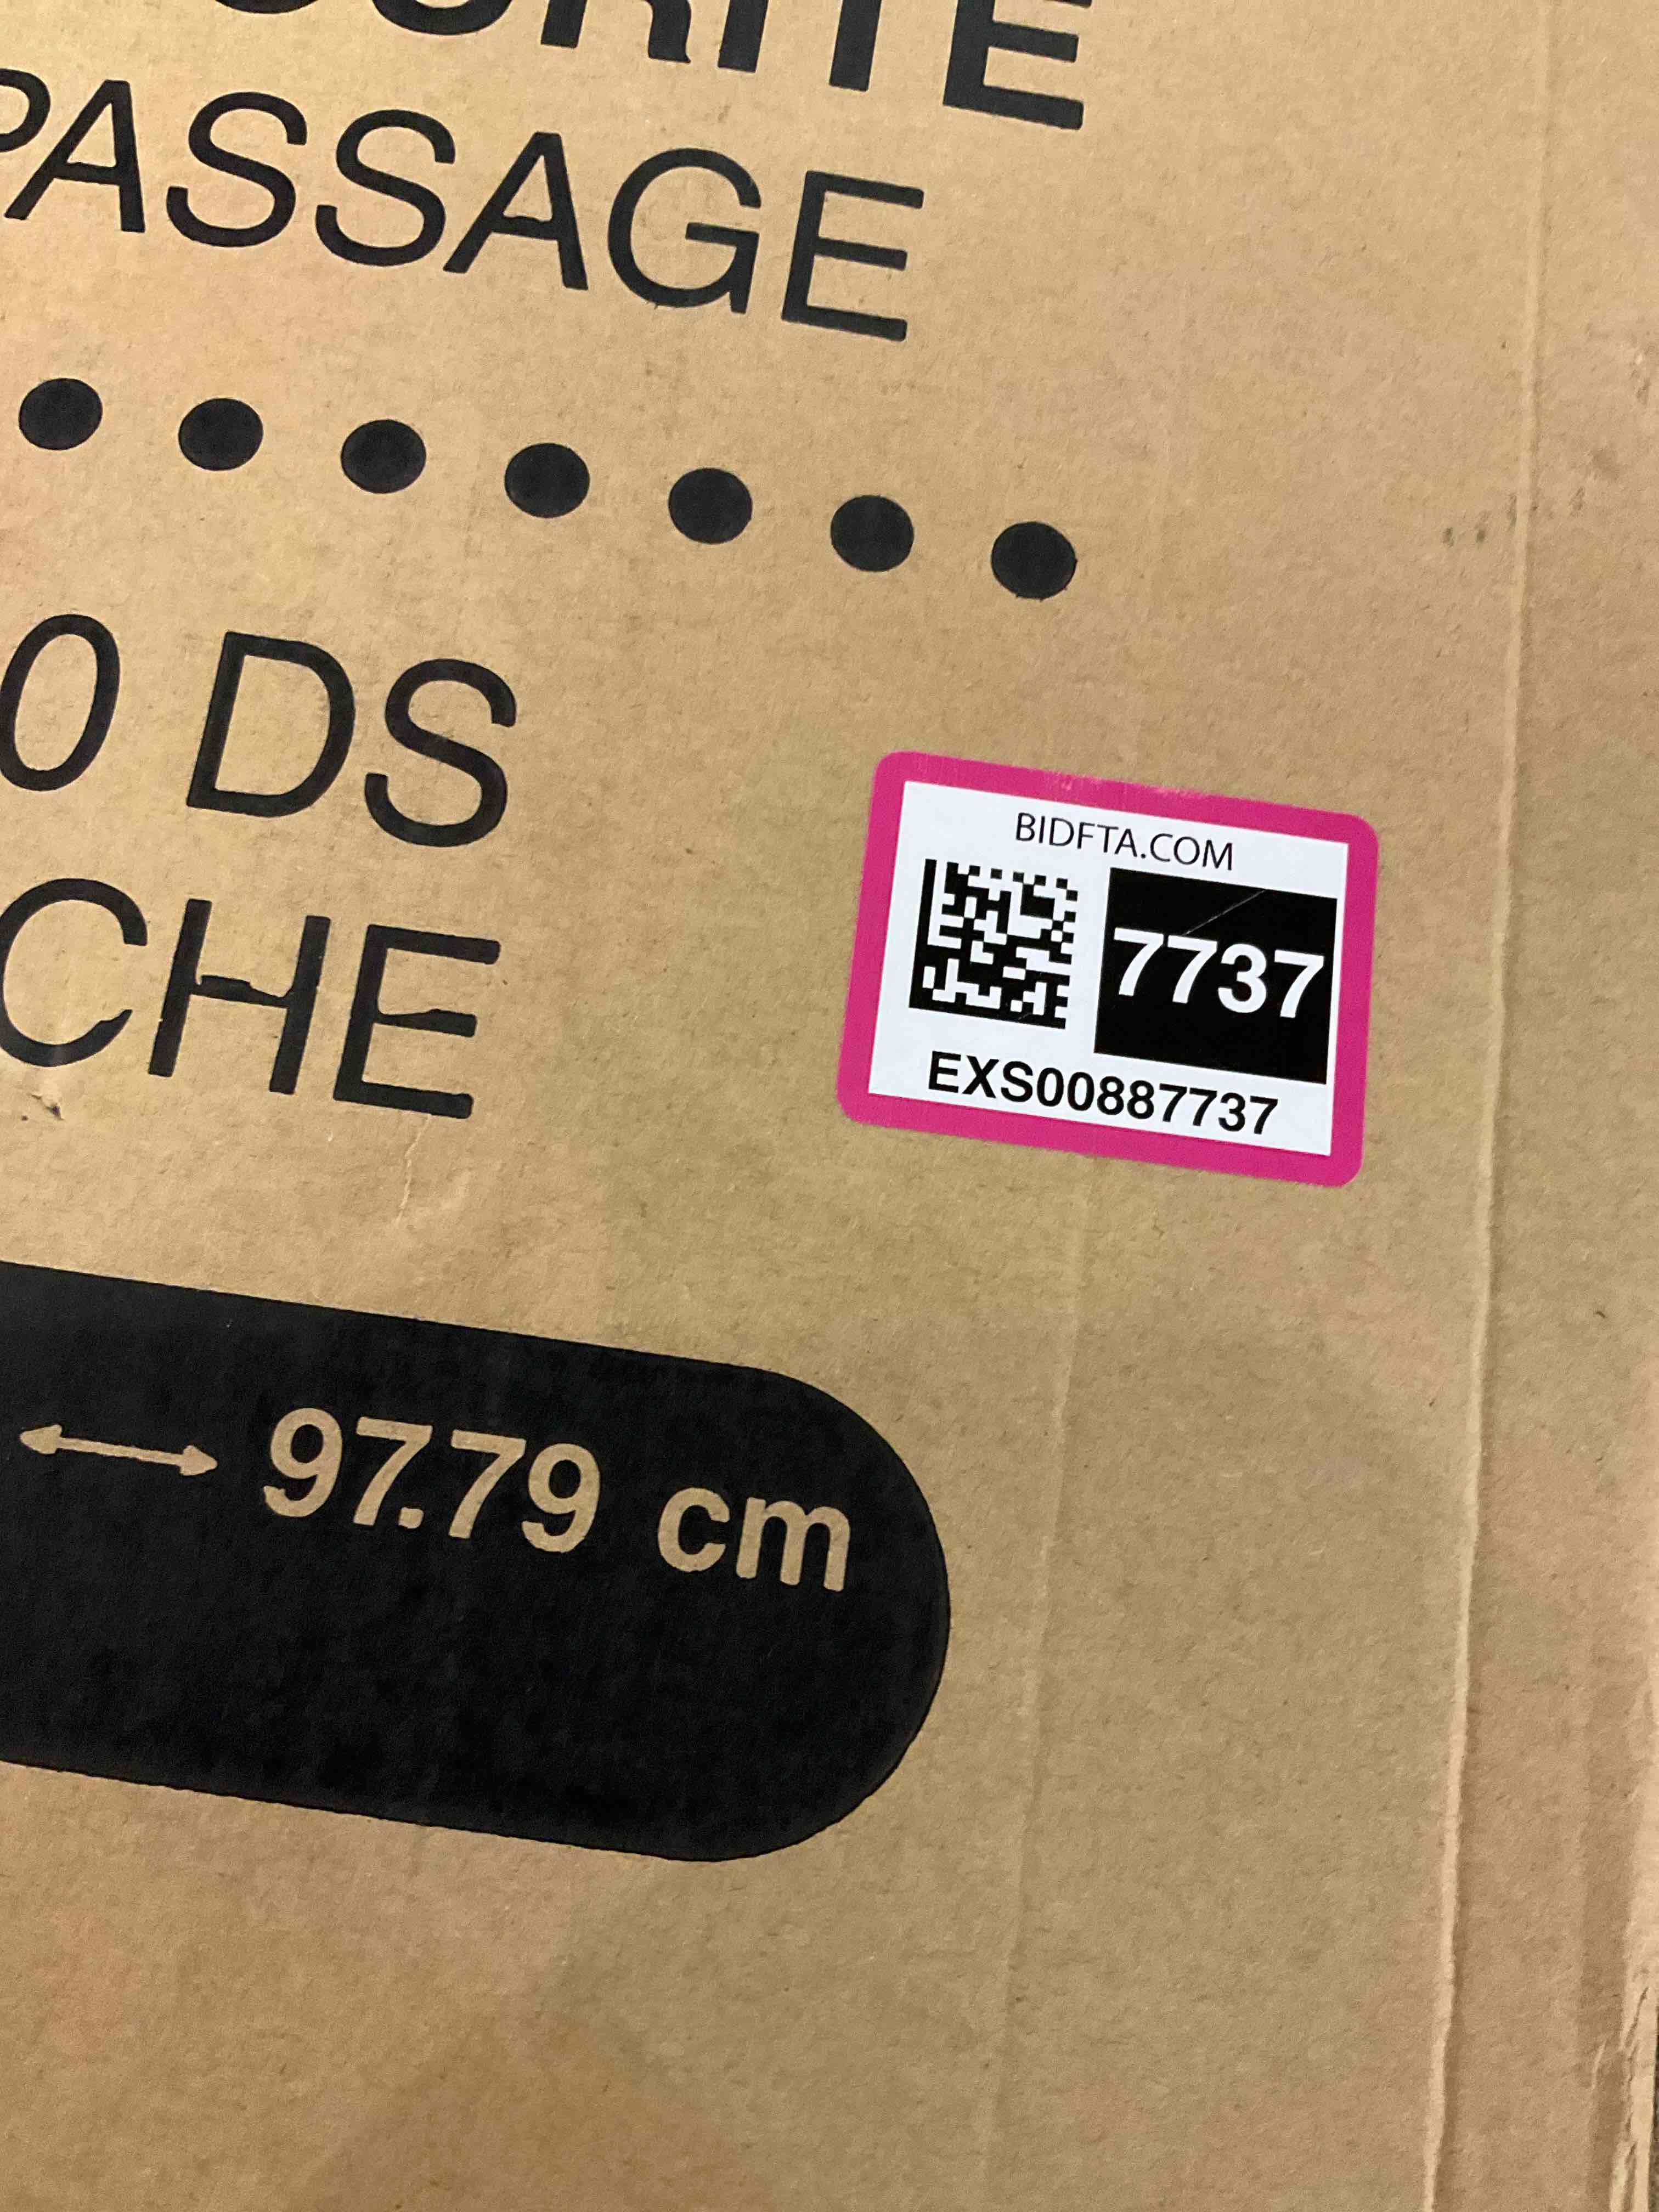 PASSAGE
0 DS
CHE
BIDFTA.COM
7737
EXS00887737
97.79 cm